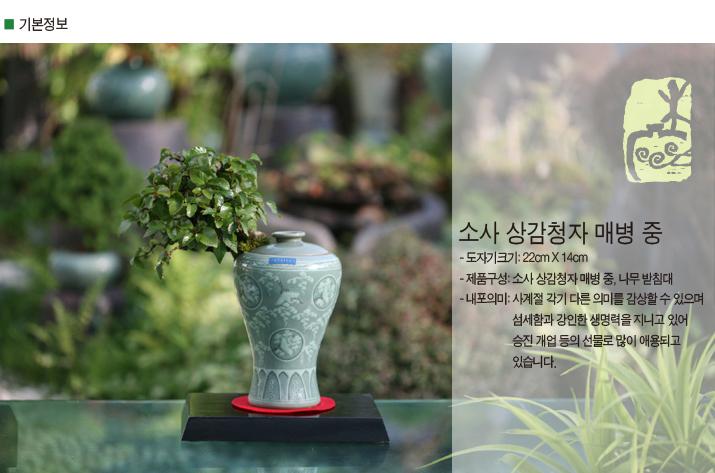 기본정보
소사 상감청자 매병 중
- 도자기크기: 22cm X 14cm
- 제품구성: 소사 상감청자 매병 중, 나무 받침대
- 내포의미: 사계절 각기 다른 의미를 감상할 수 있으며
섬세함과 강인한 생명력을 지니고 있어
승진 개업 등의 선물로 많이 애용되고
있습니다.